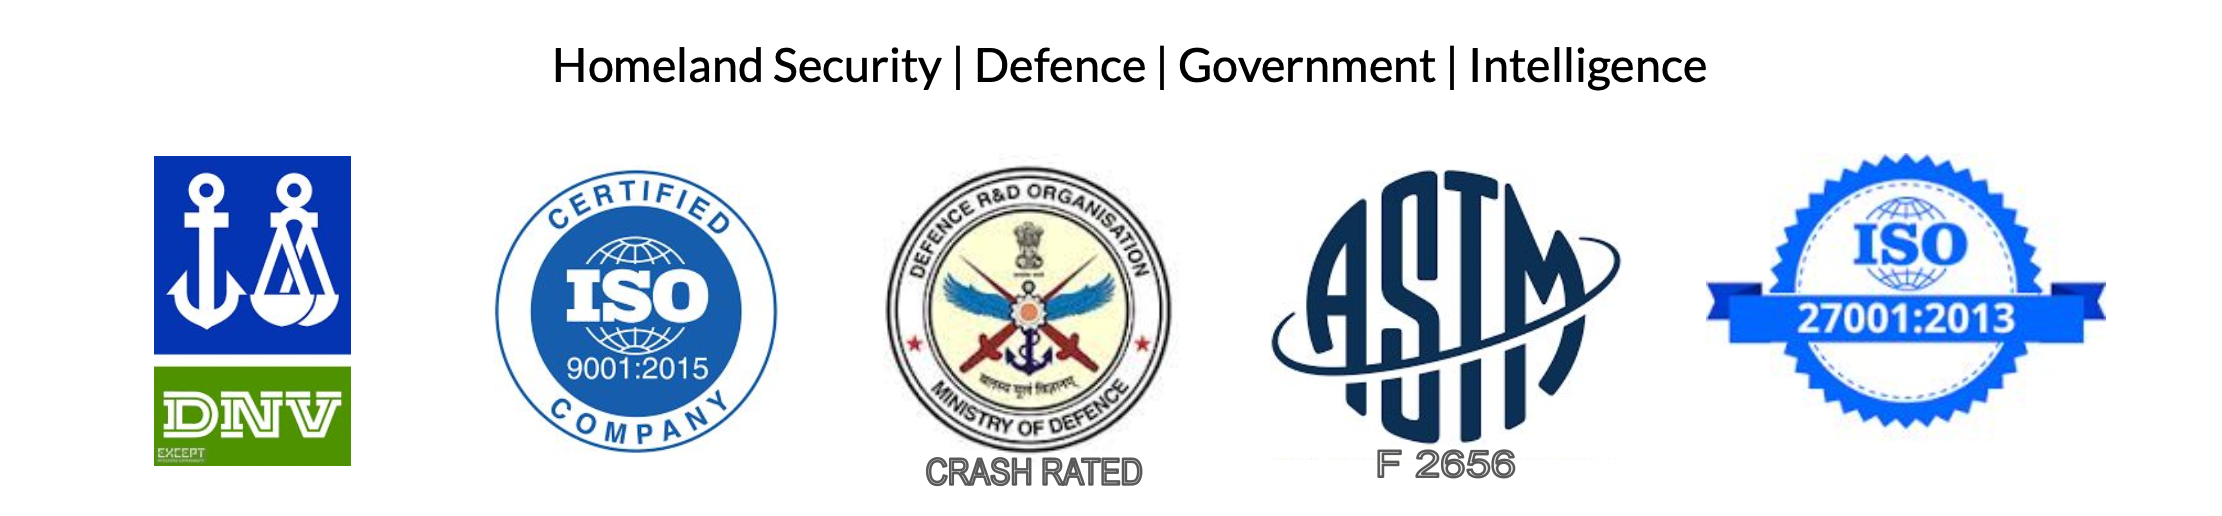 Homeland Security | Defence | Government | Intelligence
DNV
EXCEPT
CERTIFIED
ISO
9001:2015
COMPANY
DEFENCE R&D ORGANISATION
बलस्य मूलं विज्ञानम्
MINISTRY OF DEFENCE
CRASH RATED
ASTM
F 2656
ISO
27001:2013